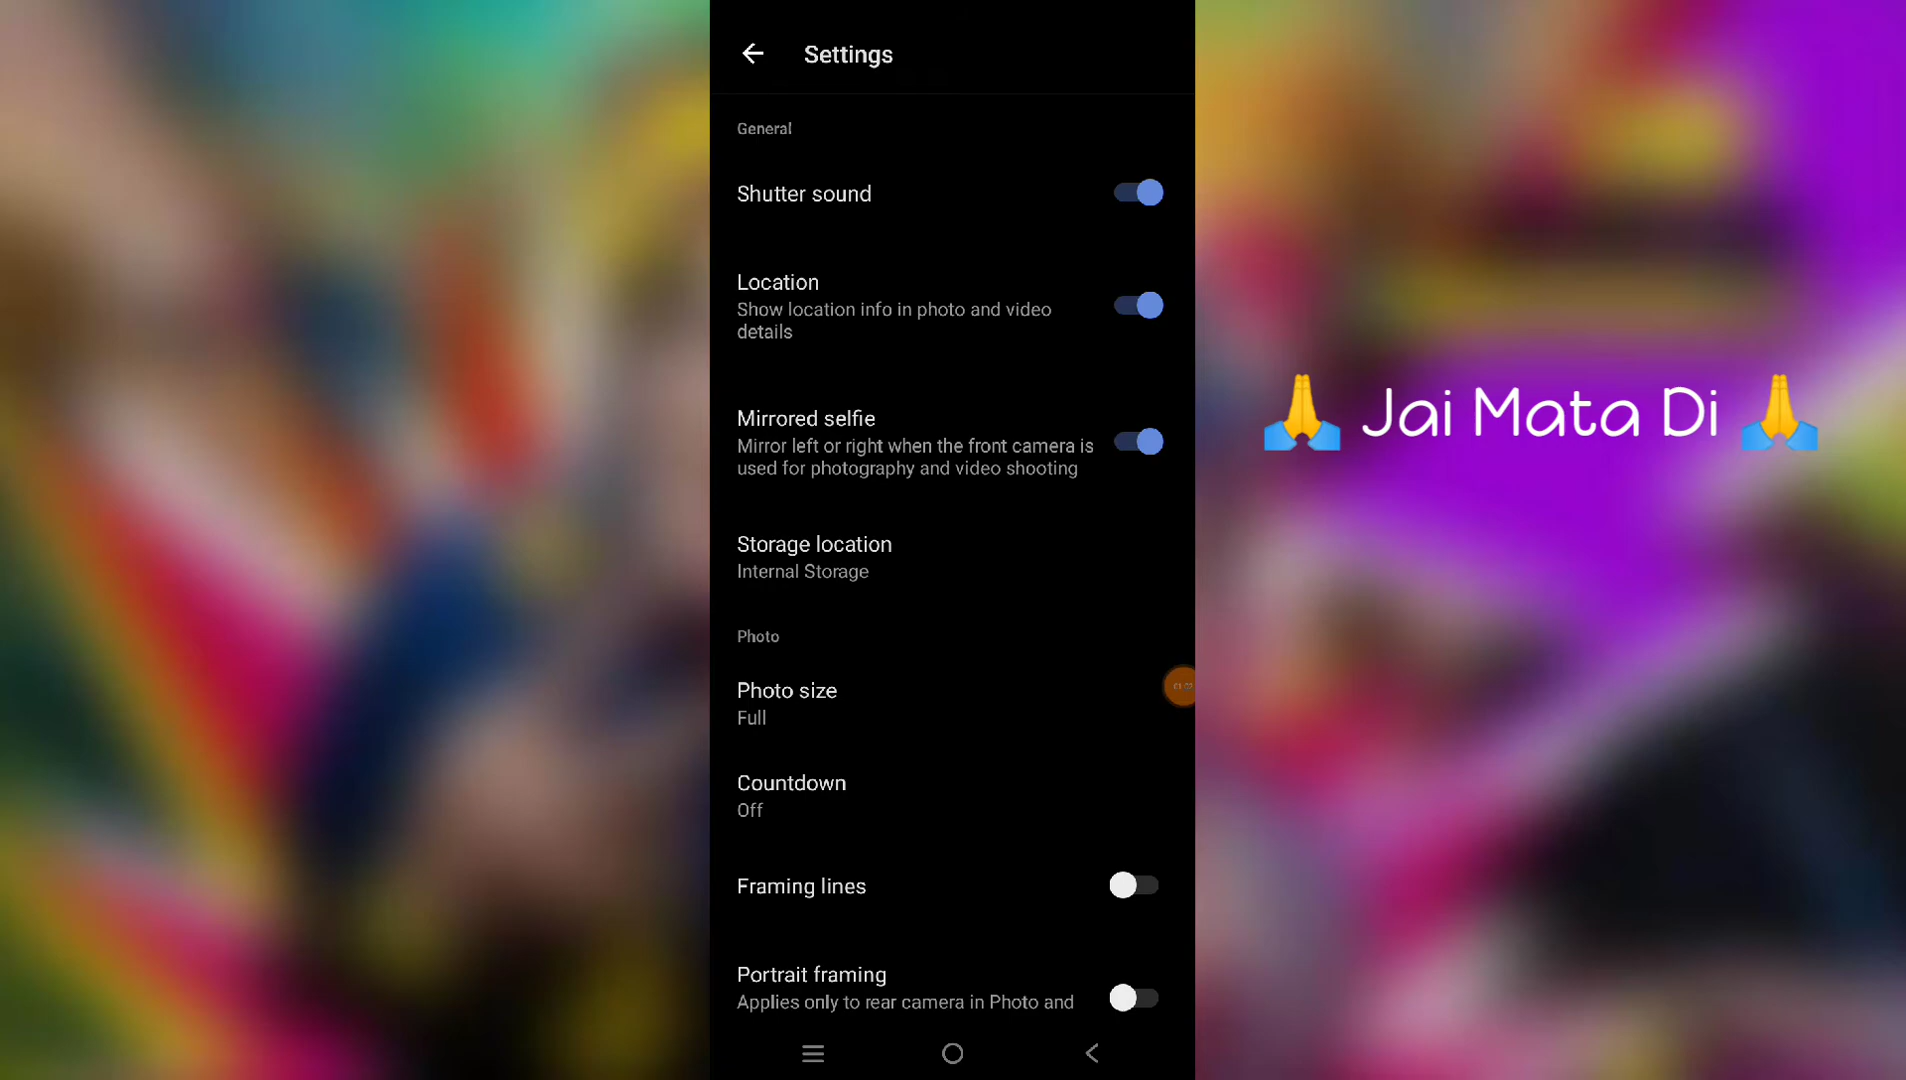 Settings
General
Shutter sound
Location
Show location info in photo and video
details
Mirrored selfie
Mirror left or right when the front camera is
used for photography and video shooting
Storage location
Internal Storage
Photo
Photo size
Full
Countdown
Off
Framing lines
Portrait framing
Applies only to rear camera in Photo and
🙏 Jai Mata Di 🙏